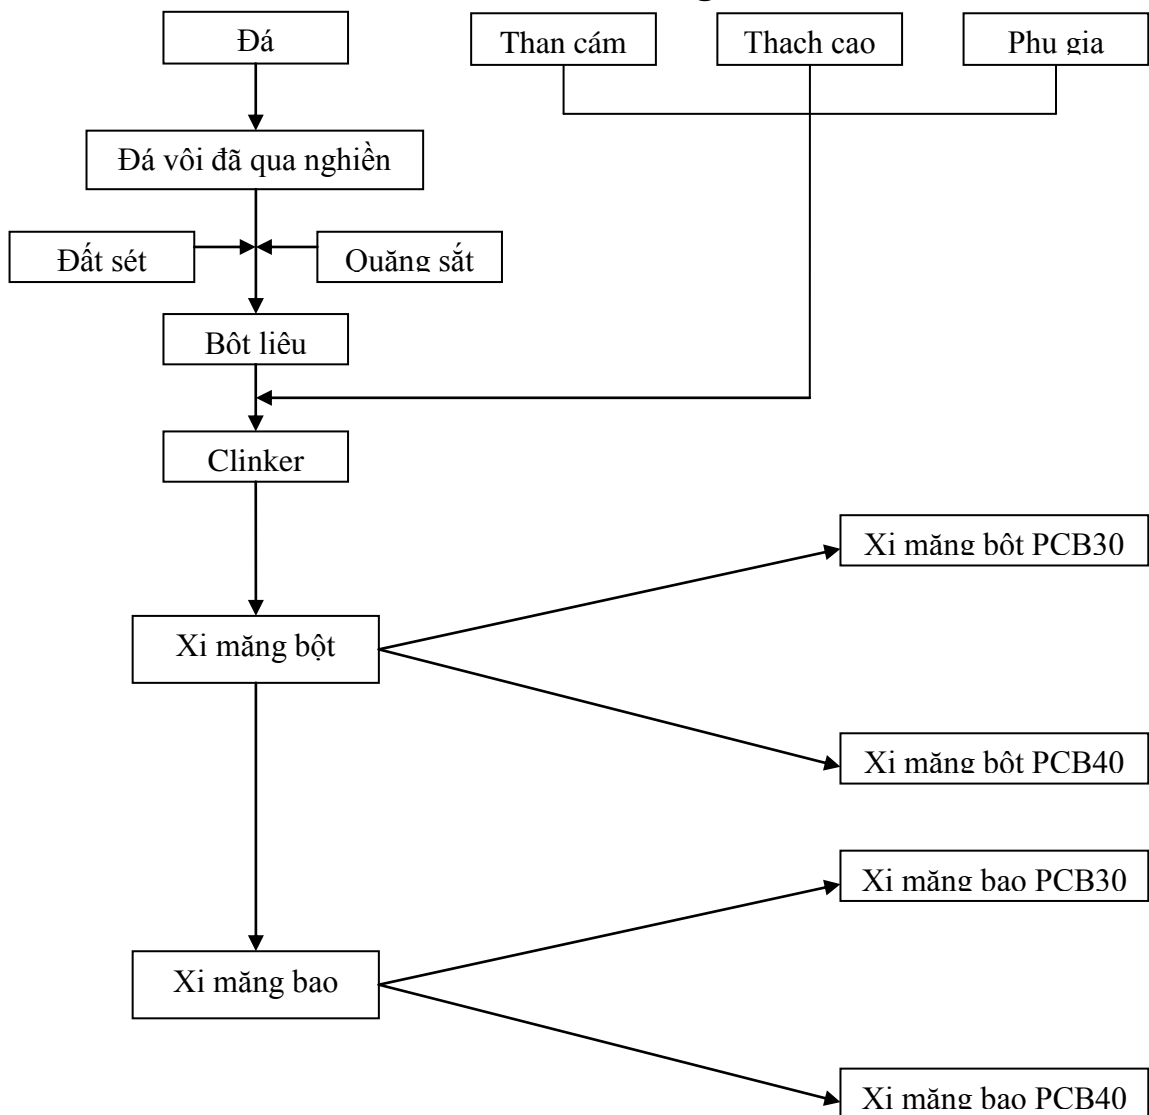 Đá
Than cám
Thach cao
Phu gia
Đá vôi đã qua nghiền
Đất sét
Quăng sắt
Bôt liêu
Clinker
Xi măng bôt PCB30
Xi măng bột
Xi măng bôt PCB40
Xi măng bao PCB30
Xi măng bao
Xi măng bao PCB40